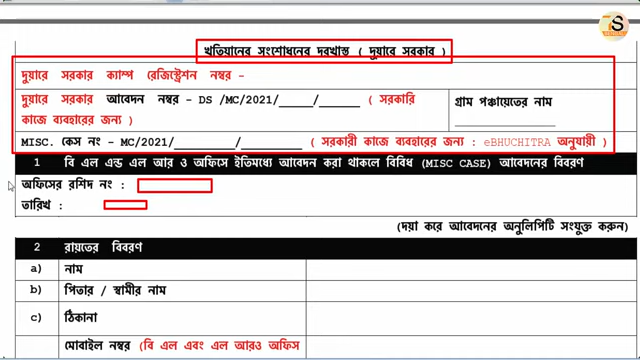 খতিয়ানের সংশোধনের দরখাস্ত ( দুয়ারে সরকার )
দুয়ারে সরকার ক্যাম্প রেজিস্ট্রেশন নম্বর –
দুয়ারে সরকার আবেদন নম্বর – DS /MC/2021/_____/______ ( সরকারি
কাজে ব্যবহারের জন্য )
গ্রাম পঞ্চায়েতের নাম
MISC. কেস নং – MC/2021/________/_________ ( সরকারী কাজে ব্যবহারের জন্য : eBHUCHITRA অনুযায়ী )
1 বি এল এন্ড এল আর ও অফিসে ইতিমধ্যে আবেদন করা থাকলে বিবিধ (MISC CASE) আবেদনের বিবরণ
অফিসের রশিদ নং :
তারিখ :
(দয়া করে আবেদনের অনুলিপিটি সংযুক্ত করুন)
2 রায়তের বিবরণ
a) নাম
b) পিতার / স্বামীর নাম
c) ঠিকানা
মোবাইল নম্বর (বি এল এবং এল আরও অফিস